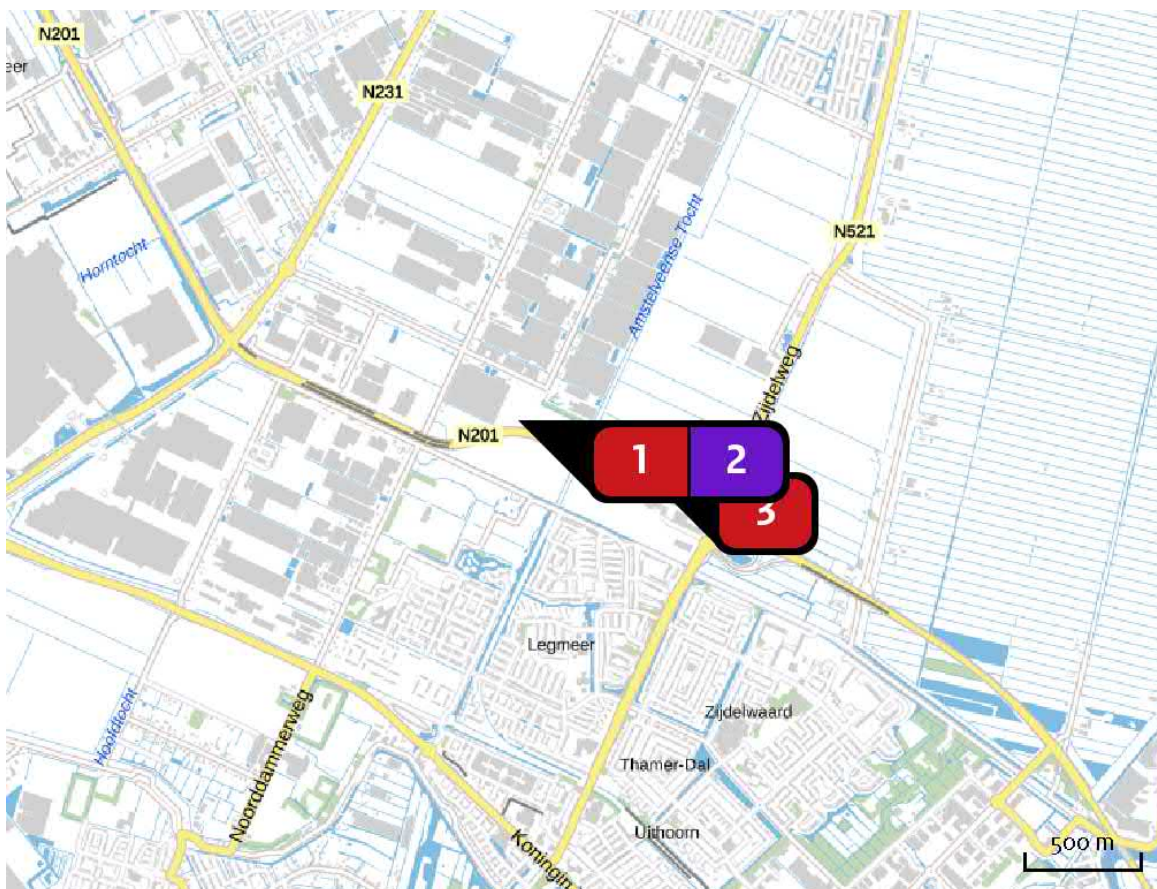 N201
eer
N231
Horntocht
Amstelveense Tocht
N521
Zijdelweg
N201
1
2
3
Legmeer
Zijdelwaard
Hoofdtocht
Noorddammerweg
Thamer-Dal
Uithoorn
Koningin
500 m